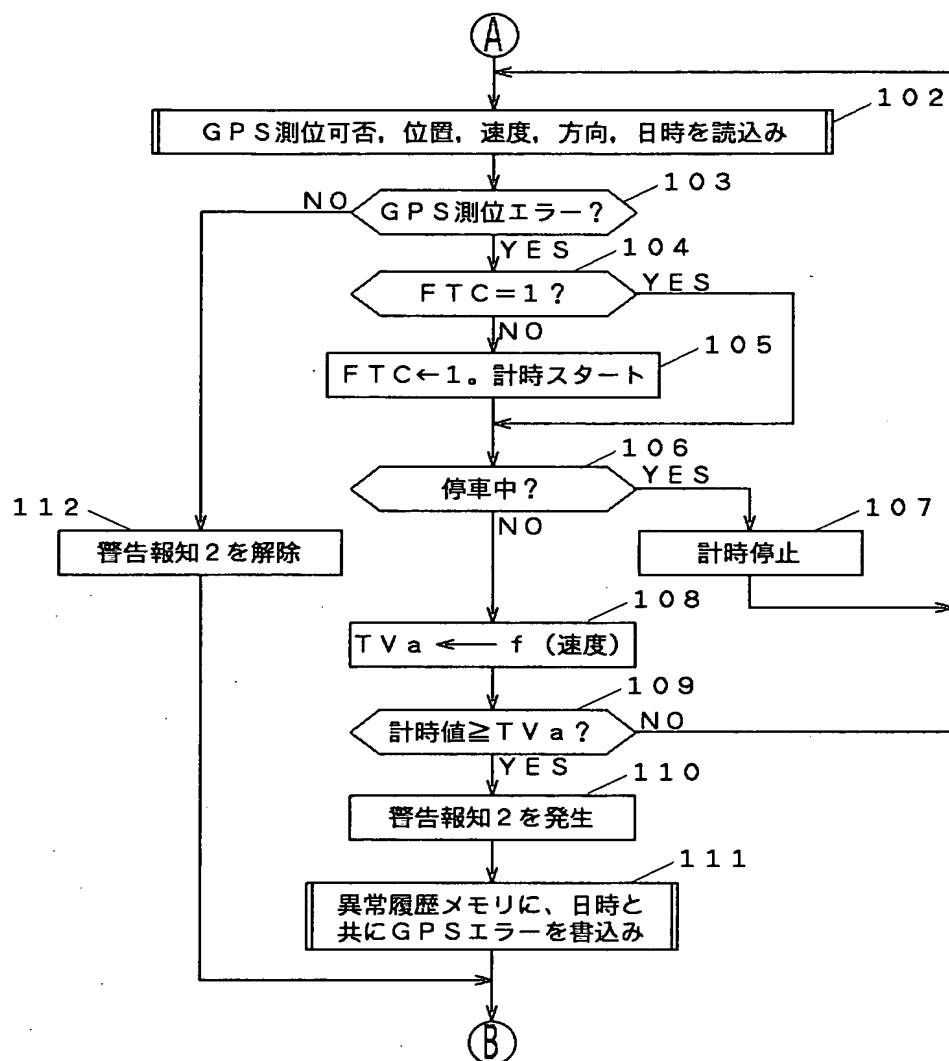 A
102
GPS測位可否，位置，速度，方向，日時を読込み
103
NO
GPS測位エラー？
YES
104
FTC＝1？
YES
NO
105
FTC←1。計時スタート
106
停車中？
YES
NO
107
計時停止
112
警告報知2を解除
108
TVa ← f（速度）
109
計時値≧TVa？
NO
YES
110
警告報知2を発生
111
異常履歴メモリに、日時と
共にGPSエラーを書込み
B